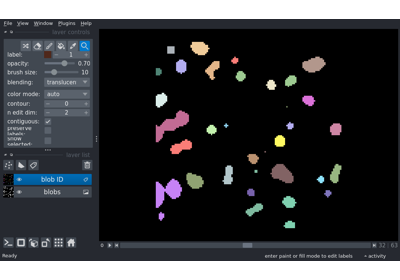 File View Window Plugins Help
layer controls
label: 1
opacity: 0.70
brush size: 10
blending: translucen
color mode: auto
contour: 0
n edit dim: 2
contiguous: ✓
preserve
labels:
show
selected:
layer list
blob ID
blobs
0 32 63
Ready enter paint or fill mode to edit labels activity